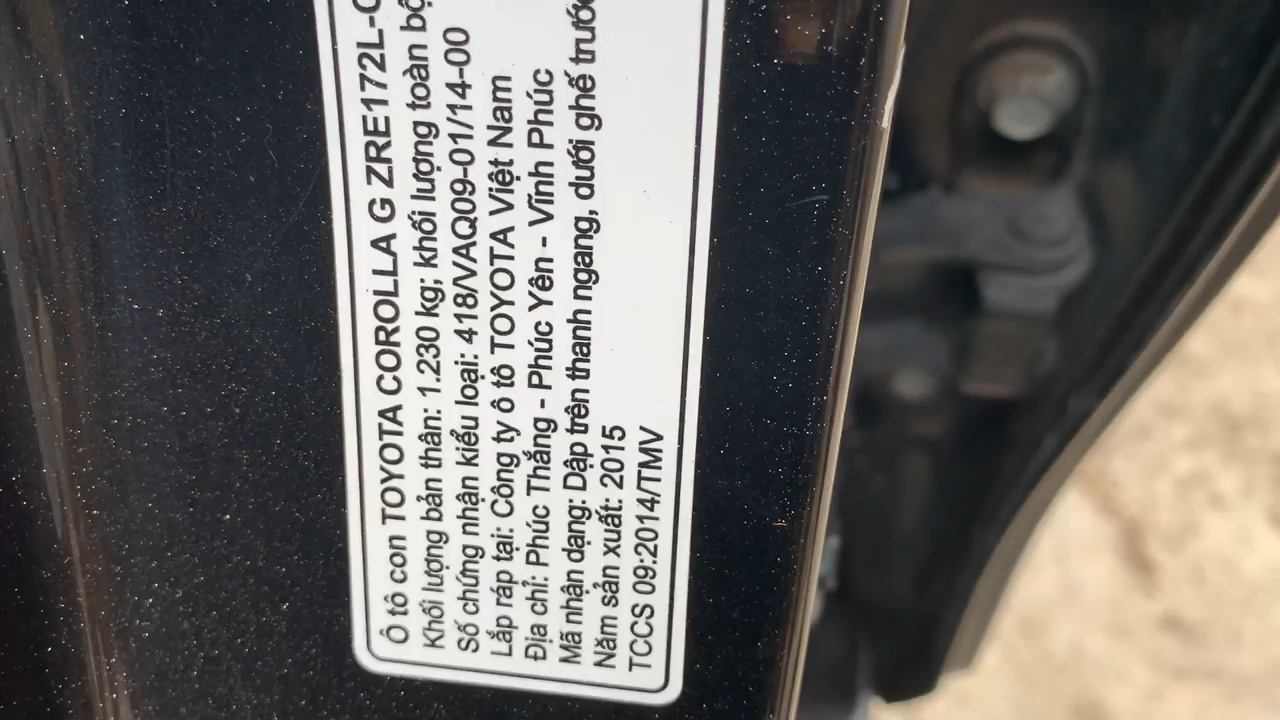 Ô tô con TOYOTA COROLLA G ZRE172L-
Khối lượng bản thân: 1.230 kg; khối lượng toàn bộ
Số chứng nhận kiểu loại: 418/VAQ09-01/14-00
Lắp ráp tại: Công ty ô tô TOYOTA Việt Nam
Địa chỉ: Phúc Thắng - Phúc Yên - Vĩnh Phúc
Mã nhận dạng: Dập trên thanh ngang, dưới ghế trước
Năm sản xuất: 2015
TCCS 09:2014/TMV